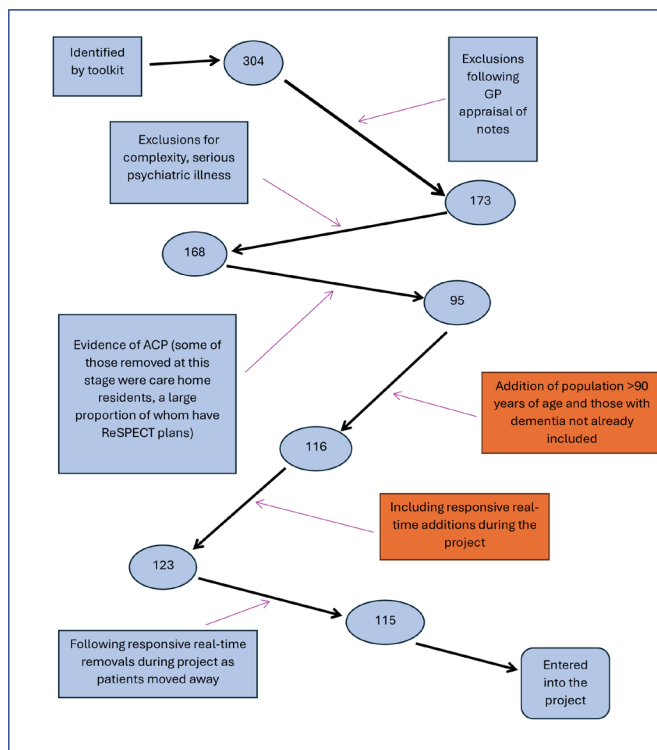 Identified
by toolkit
304
Exclusions
following
GP
appraisal of
notes
Exclusions for
complexity, serious
psychiatric illness
173
168
95
Evidence of ACP (some of
those removed at this
stage were care home
residents, a large
proportion of whom have
ReSPECT plans)
Addition of population >90
years of age and those with
dementia not already
included
116
Including responsive real-
time additions during the
project
123
115
Following responsive real-time
removals during project as
patients moved away
Entered
into the
project